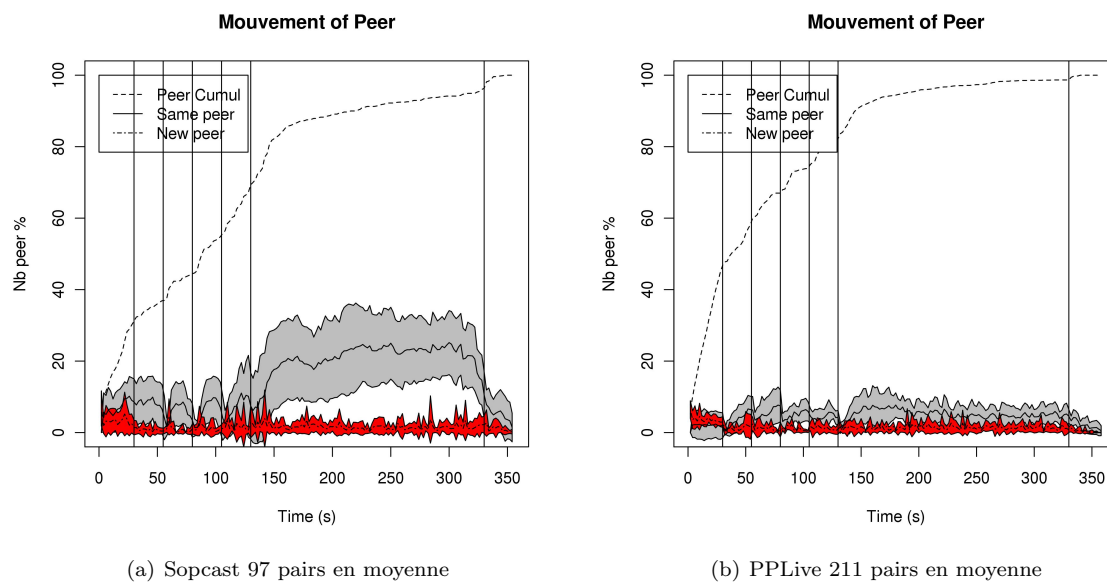 Mouvement of Peer
Nb peer %
100
80
60
40
20
0
Peer Cumul
Same peer
New peer
0 50 100 150 200 250 300 350
Time (s)
(a) Sopcast 97 pairs en moyenne
Mouvement of Peer
Nb peer %
100
80
60
40
20
0
Peer Cumul
Same peer
New peer
0 50 100 150 200 250 300 350
Time (s)
(b) PPLive 211 pairs en moyenne